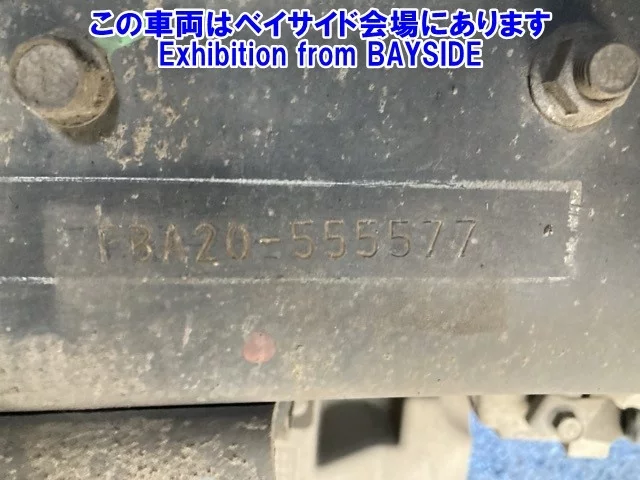 この車両はベイサイド会場にあります
Exhibition from BAYSIDE
FBA20-555577